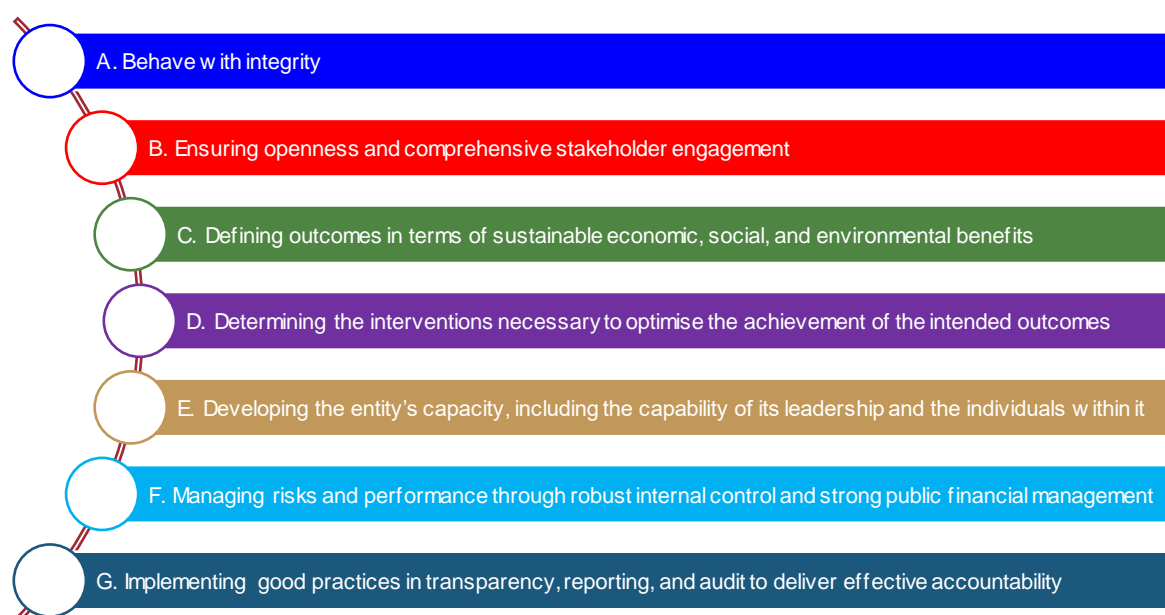 A. Behave with integrity
B. Ensuring openness and comprehensive stakeholder engagement
C. Defining outcomes in terms of sustainable economic, social, and environmental benefits
D. Determining the interventions necessary to optimise the achievement of the intended outcomes
E. Developing the entity’s capacity, including the capability of its leadership and the individuals within it
F. Managing risks and performance through robust internal control and strong public financial management
G. Implementing good practices in transparency, reporting, and audit to deliver effective accountability